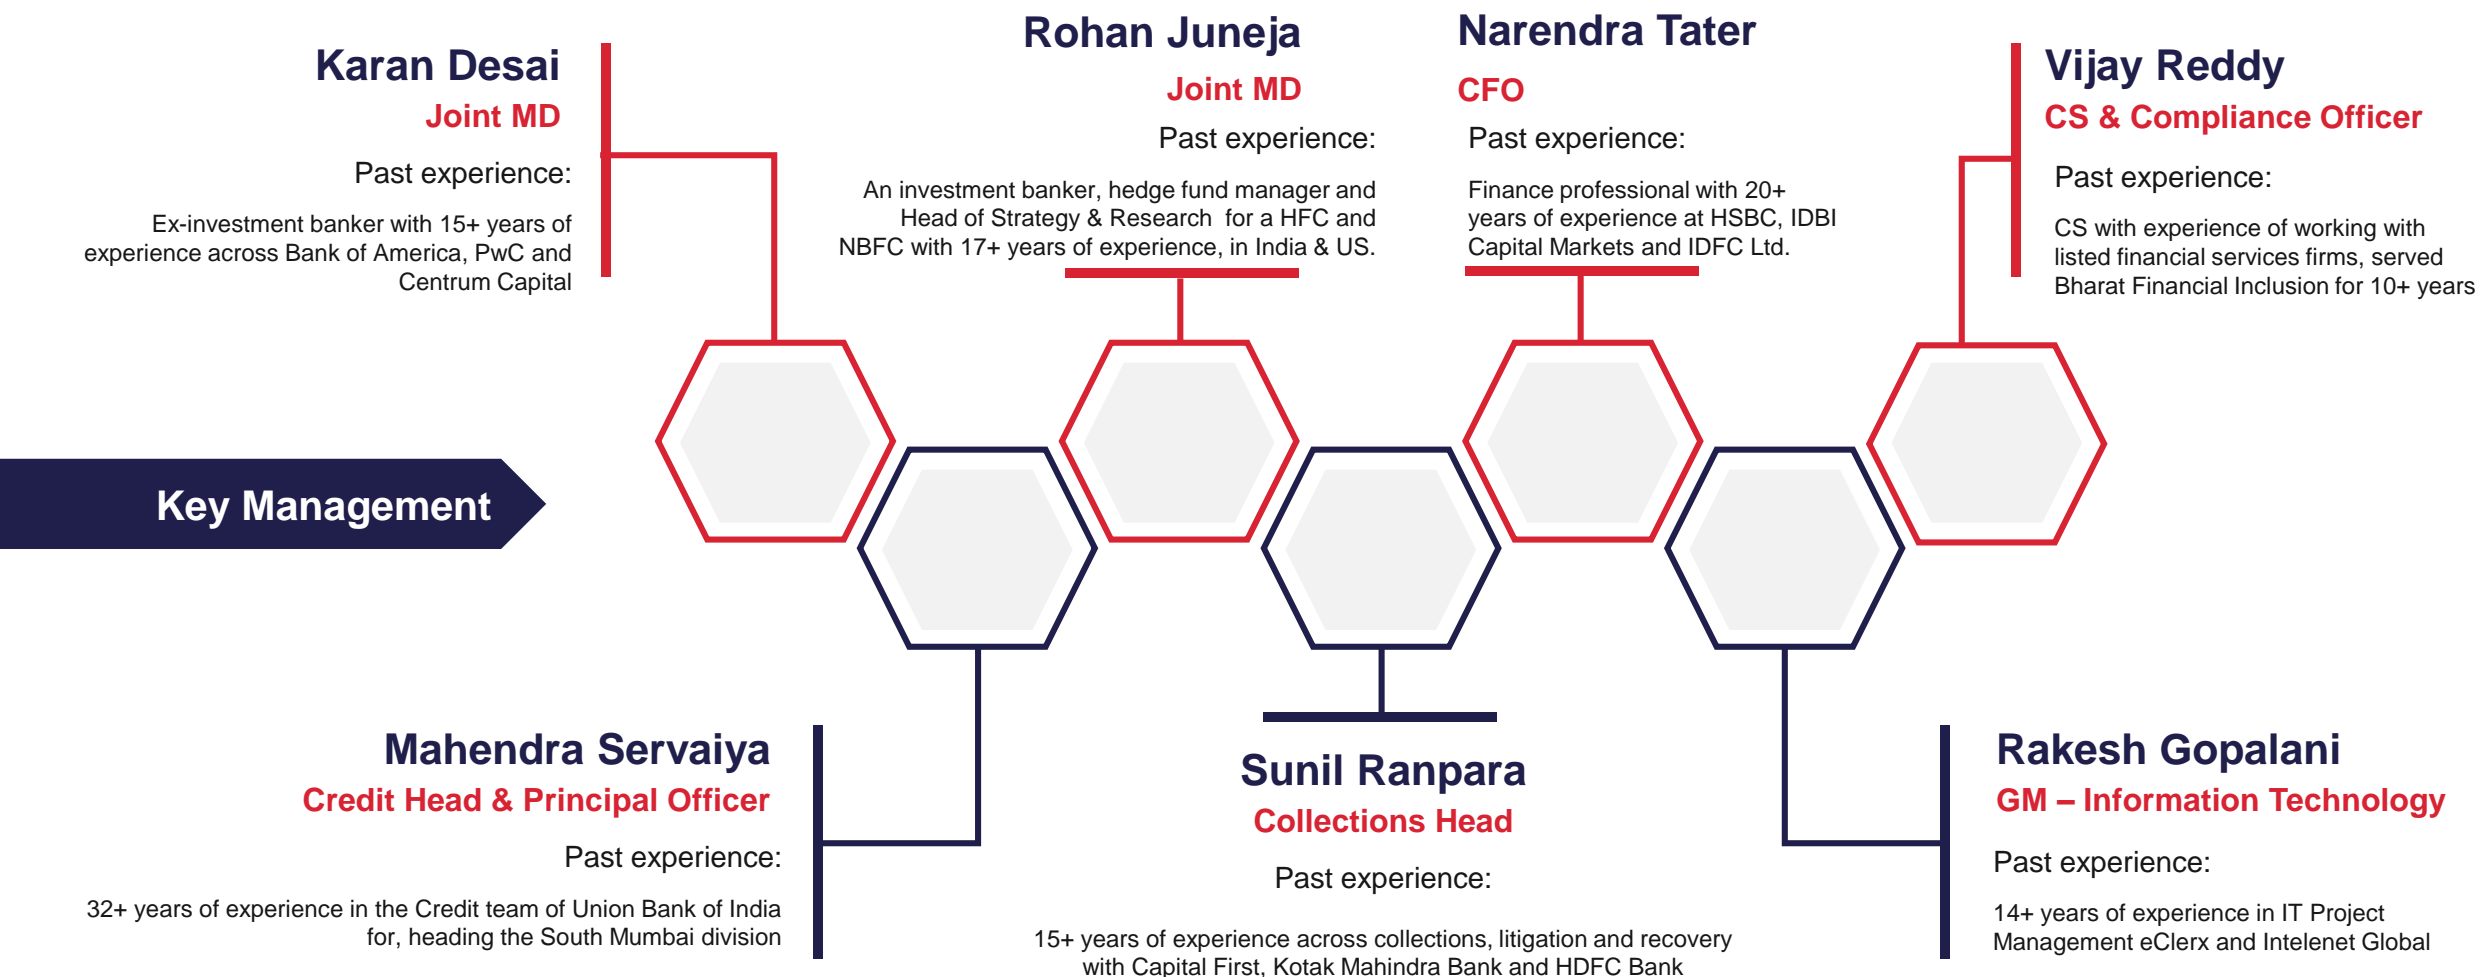 Karan Desai
Joint MD
Past experience:
Ex-investment banker with 15+ years of
experience across Bank of America, PwC and
Centrum Capital
Rohan Juneja
Joint MD
Past experience:
An investment banker, hedge fund manager and
Head of Strategy & Research for a HFC and
NBFC with 17+ years of experience, in India & US.
Narendra Tater
CFO
Past experience:
Finance professional with 20+
years of experience at HSBC, IDBI
Capital Markets and IDFC Ltd.
Vijay Reddy
CS & Compliance Officer
Past experience:
CS with experience of working with
listed financial services firms, served
Bharat Financial Inclusion for 10+ years
Key Management
Mahendra Servaiya
Credit Head & Principal Officer
Past experience:
32+ years of experience in the Credit team of Union Bank of India
for, heading the South Mumbai division
Sunil Ranpara
Collections Head
Past experience:
15+ years of experience across collections, litigation and recovery
with Capital First, Kotak Mahindra Bank and HDFC Bank
Rakesh Gopalani
GM – Information Technology
Past experience:
14+ years of experience in IT Project
Management eClerx and Intelenet Global